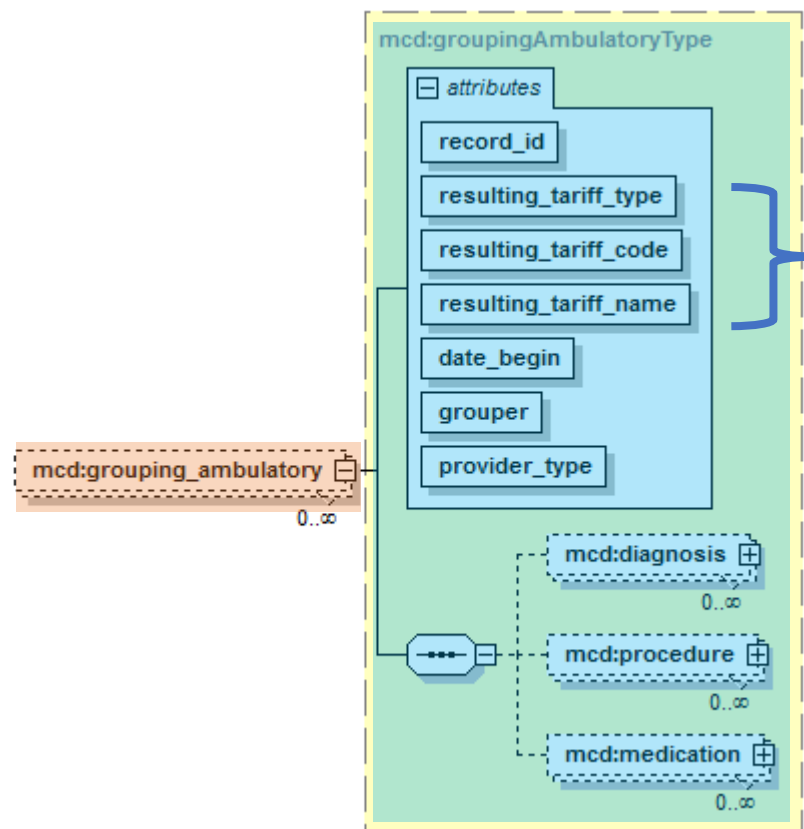 mcd:groupingAmbulatoryType
attributes
record_id
resulting_tariff_type
resulting_tariff_code
resulting_tariff_name
date_begin
grouper
provider_type
mcd:grouping_ambulatory
0..∞
mcd:diagnosis
0..∞
mcd:procedure
0..∞
mcd:medication
0..∞